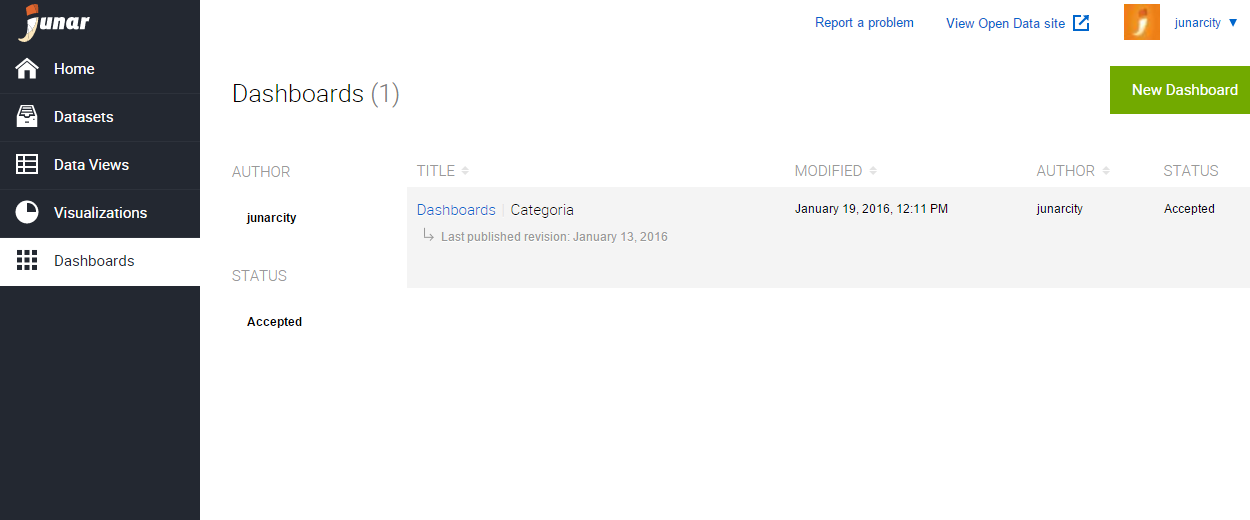 junar
Report a problem
View Open Data site
junarcity
Home
Datasets
Data Views
Visualizations
Dashboards
Dashboards (1)
New Dashboard
AUTHOR
junarcity
STATUS
Accepted
TITLE MODIFIED AUTHOR STATUS
Dashboards | Categoria January 19, 2016, 12:11 PM junarcity Accepted
Last published revision: January 13, 2016